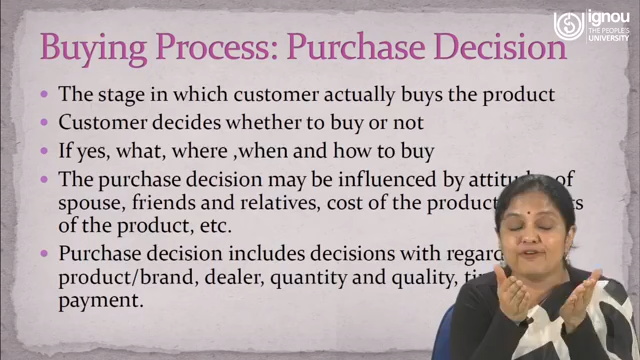 ignou
THE PEOPLE'S
UNIVERSITY
Buying Process: Purchase Decision
• The stage in which customer actually buys the product
• Customer decides whether to buy or not
• If yes, what, where ,when and how to buy
• The purchase decision may be influenced by of
spouse, friends and relatives, cost of the
of the product, etc.
• Purchase decision includes decisions with
product/brand, dealer, quantity and quality,
payment.